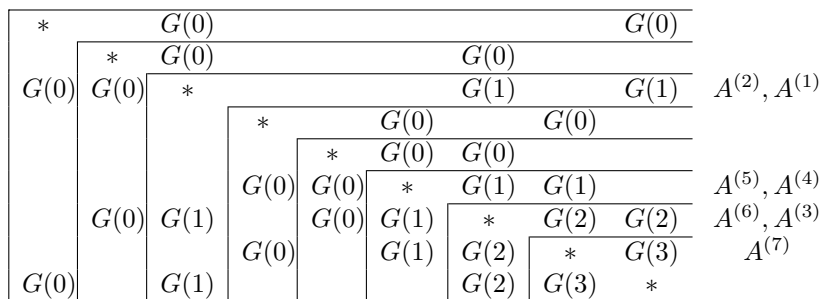 * G(0) G(0)
* G(0) G(0)
G(0) G(0) * G(1) G(1) A^{(2)}, A^{(1)}
* G(0) G(0)
* G(0) G(0)
G(0) G(0) * G(1) G(1) A^{(5)}, A^{(4)}
G(0) G(1) G(0) G(1) * G(2) G(2) A^{(6)}, A^{(3)}
G(0) G(1) G(2) * G(3) A^{(7)}
G(0) G(1) G(2) G(3) *